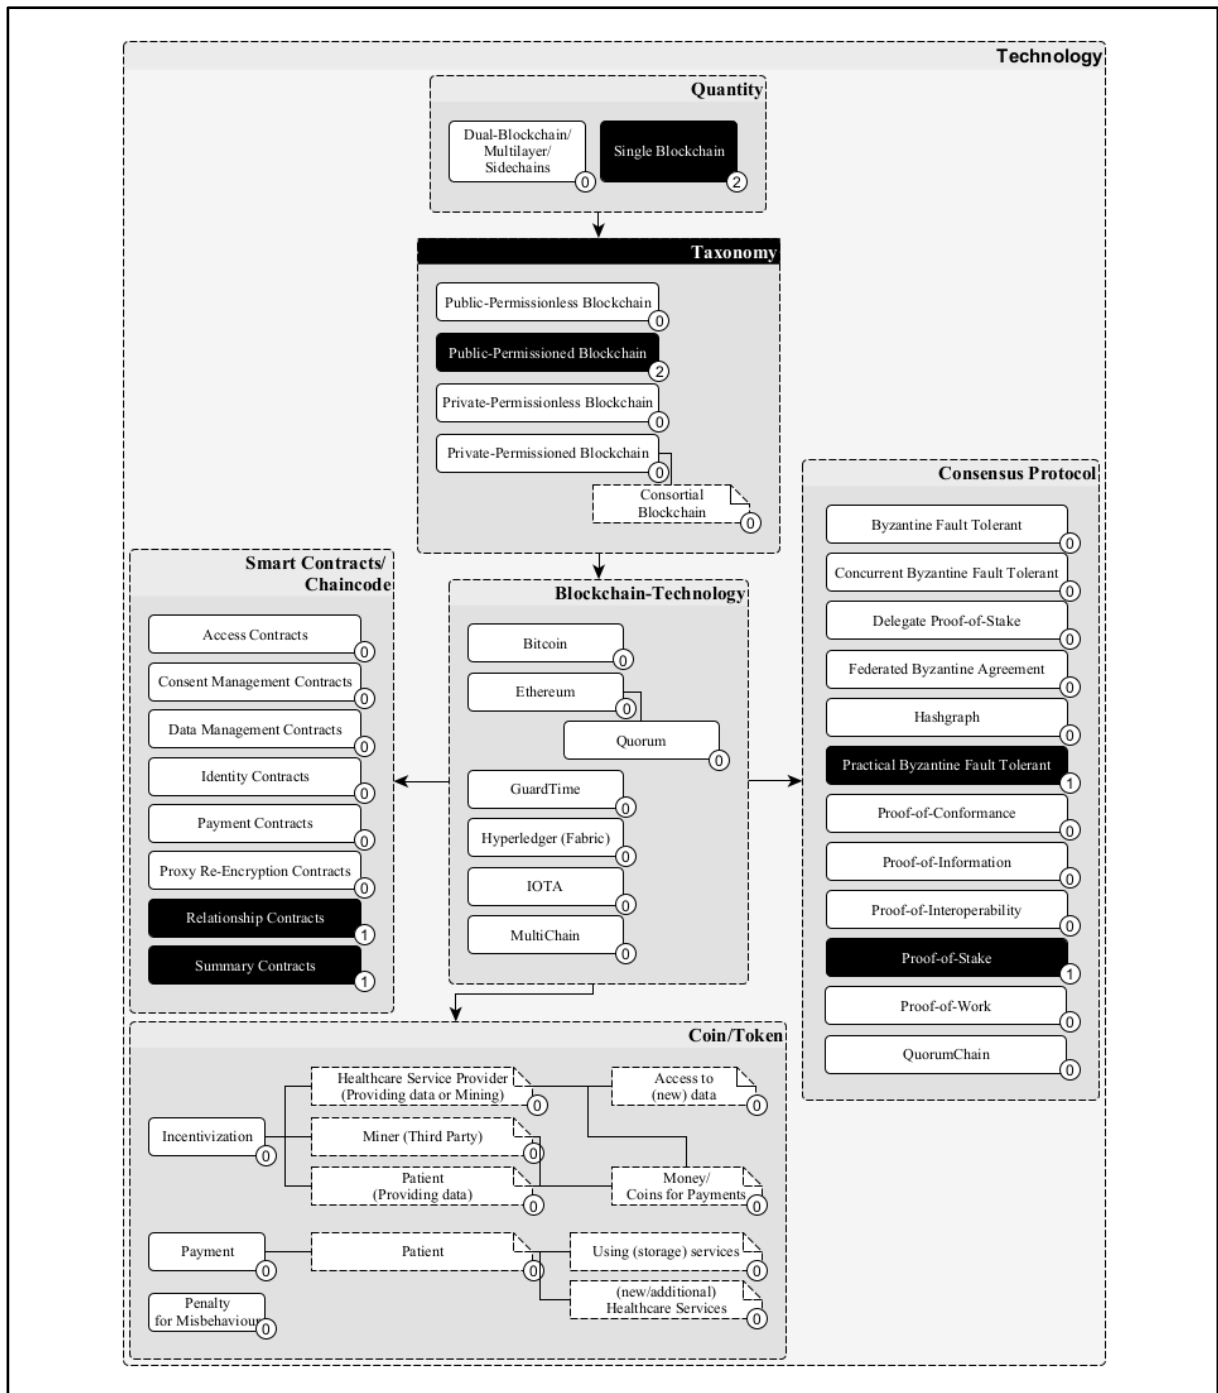 Technology
Quantity
Dual-Blockchain/
Multilayer/
Sidechains
0
Single Blockchain
2
Taxonomy
Public-Permissionless Blockchain
0
Public-Permissioned Blockchain
2
Private-Permissionless Blockchain
0
Private-Permissioned Blockchain
0
Consortial
Blockchain
0
Smart Contracts/
Chaincode
Access Contracts
0
Consent Management Contracts
0
Data Management Contracts
0
Identity Contracts
0
Payment Contracts
0
Proxy Re-Encryption Contracts
0
Relationship Contracts
1
Summary Contracts
1
Blockchain-Technology
Bitcoin
0
Ethereum
0
Quorum
0
GuardTime
0
Hyperledger (Fabric)
0
IOTA
0
MultiChain
0
Consensus Protocol
Byzantine Fault Tolerant
0
Concurrent Byzantine Fault Tolerant
0
Delegate Proof-of-Stake
0
Federated Byzantine Agreement
0
Hashgraph
0
Practical Byzantine Fault Tolerant
1
Proof-of-Conformance
0
Proof-of-Information
0
Proof-of-Interoperability
0
Proof-of-Stake
1
Proof-of-Work
0
QuorumChain
0
Coin/Token
Incentivization
0
Healthcare Service Provider
(Providing data or Mining)
0
Miner (Third Party)
0
Patient
(Providing data)
0
Access to
(new) data
0
Money/
Coins for Payments
0
Payment
0
Patient
0
Using (storage) services
0
(new/additional)
Healthcare Services
0
Penalty
for Misbehaviour
0